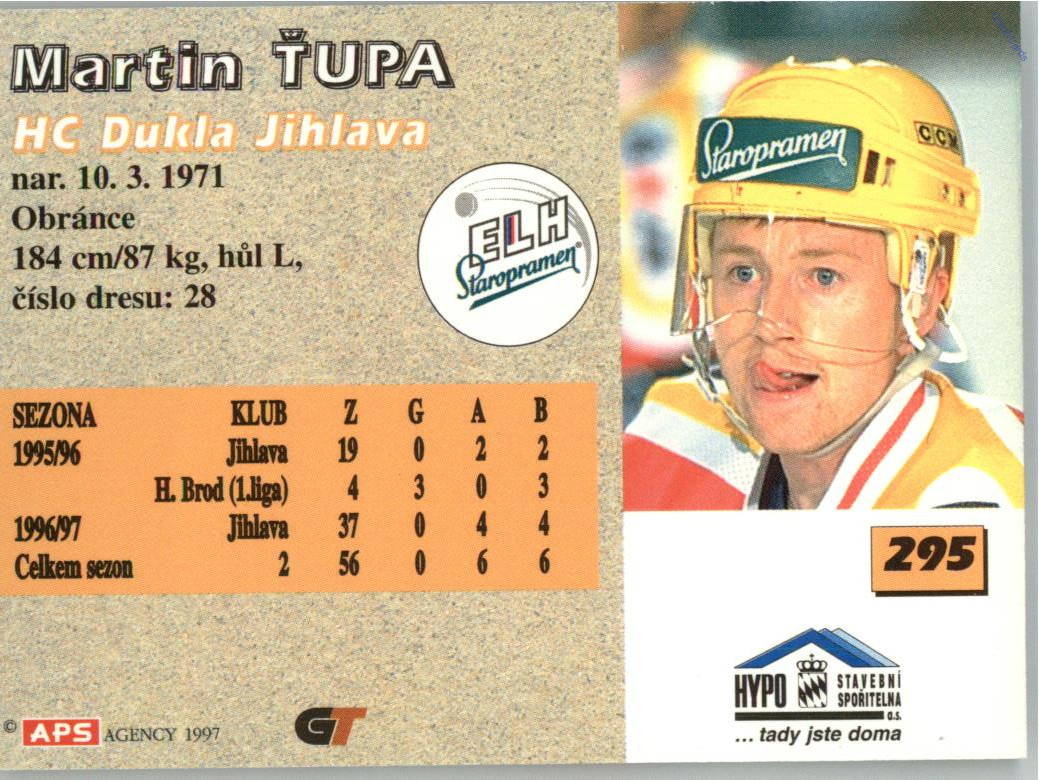 Martin ŤUPA
HC Dukla Jihlava
nar. 10. 3. 1971
Obránce
184 cm/87 kg, hůl L,
číslo dresu: 28
ELH
Staropramen
SEZONA KLUB Z G A B
1995/96 Jihlava 19 0 2 2
H. Brod (1.liga) 4 3 0 3
1996/97 Jihlava 37 0 4 4
Celkem sezon 2 56 0 6 6
© APS AGENCY 1997
GT
Staropramen
CCM
295
HYPO STAVEBNÍ
SPOŘITELNA
a.s.
... tady jste doma